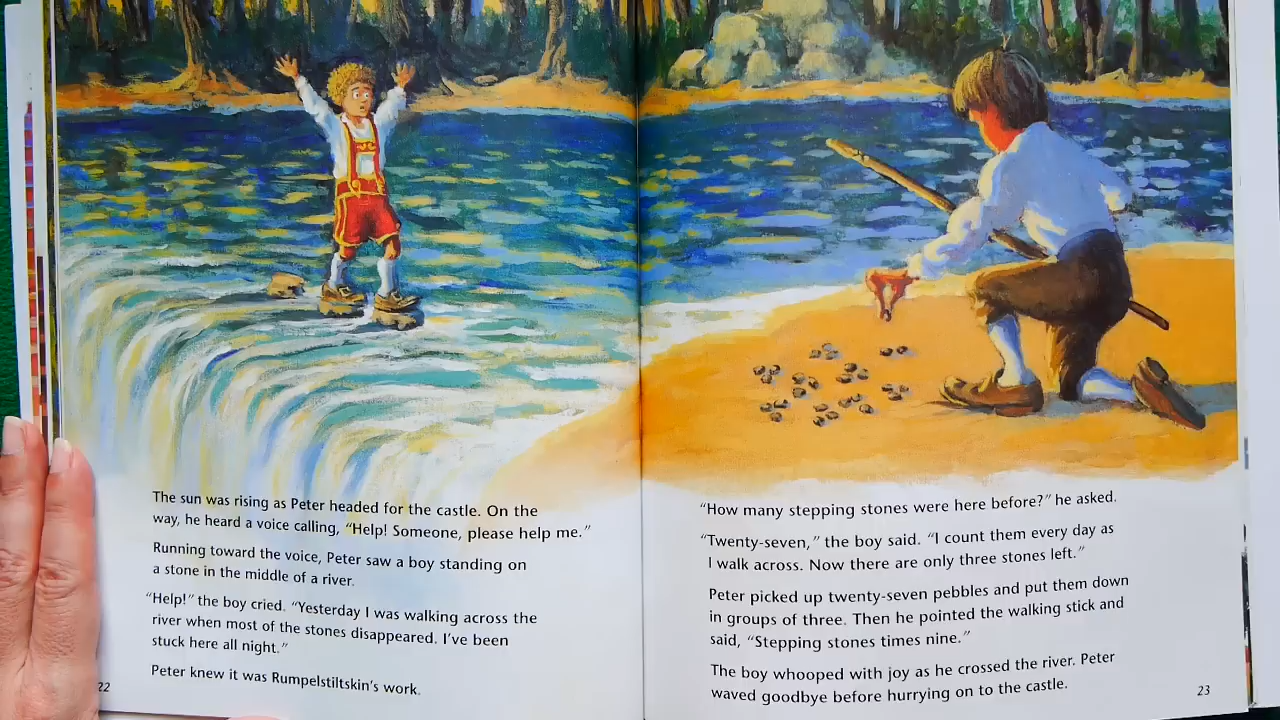 The sun was rising as Peter headed for the castle. On the
way, he heard a voice calling, “Help! Someone, please help me.”
Running toward the voice, Peter saw a boy standing on
a stone in the middle of a river.
“Help!” the boy cried. “Yesterday I was walking across the
river when most of the stones disappeared. I’ve been
stuck here all night.”
Peter knew it was Rumpelstiltskin’s work.
22
“How many stepping stones were here before?” he asked.
“Twenty-seven,” the boy said. “I count them every day as
I walk across. Now there are only three stones left.”
Peter picked up twenty-seven pebbles and put them down
in groups of three. Then he pointed the walking stick and
said, “Stepping stones times nine.”
The boy whooped with joy as he crossed the river. Peter
waved goodbye before hurrying on to the castle.
23